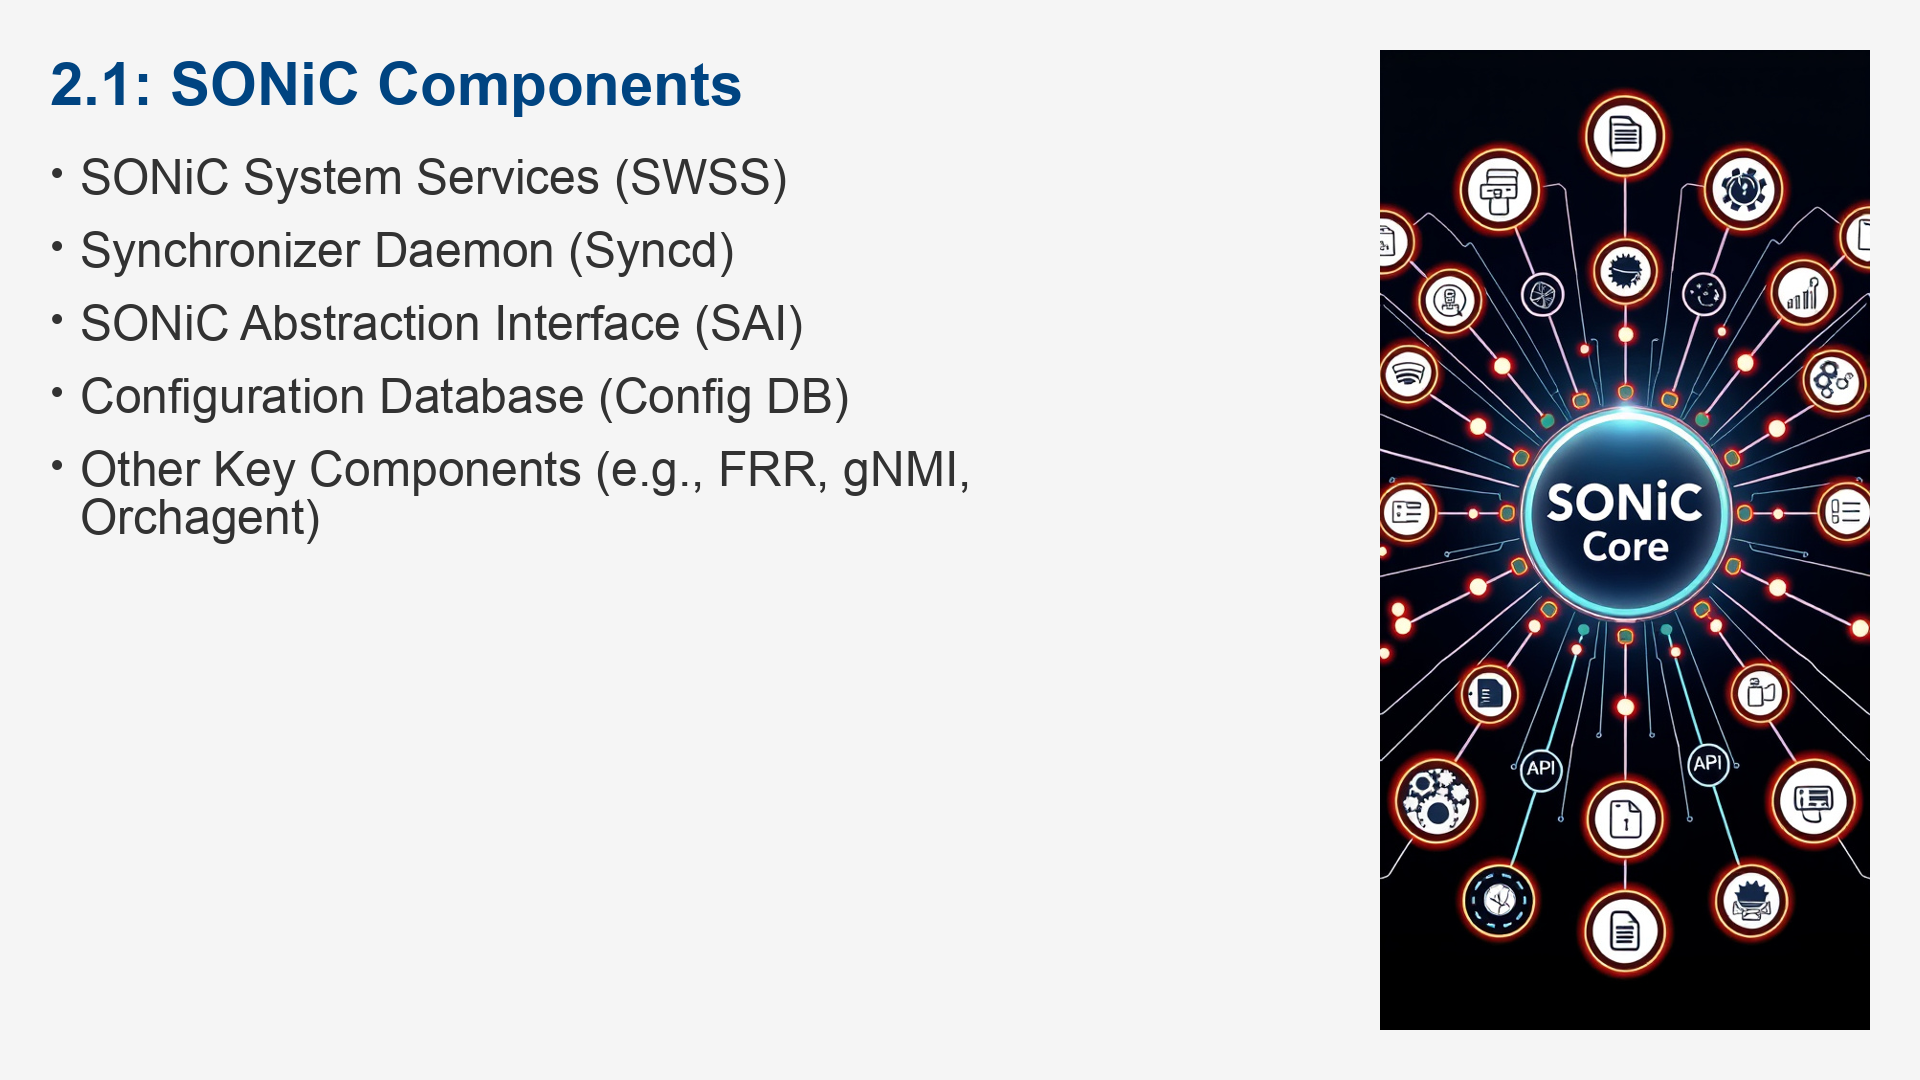 2.1: SONiC Components
• SONiC System Services (SWSS)
• Synchronizer Daemon (Syncd)
• SONiC Abstraction Interface (SAI)
• Configuration Database (Config DB)
• Other Key Components (e.g., FRR, gNMI,
Orchagent)
SONiC
Core
API
API